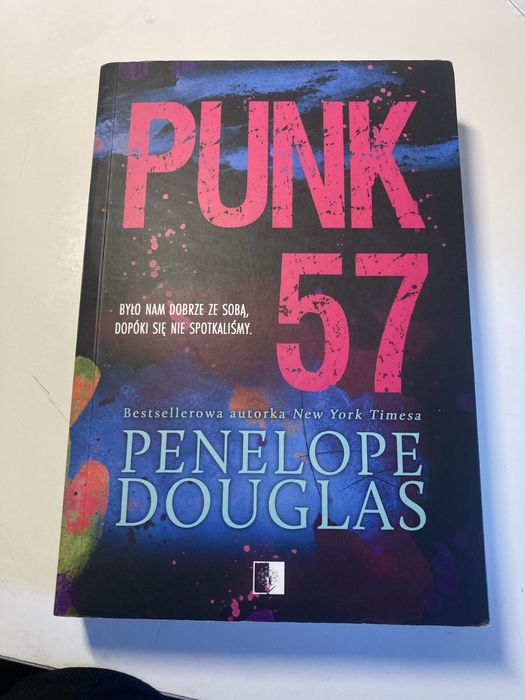 PUNK
57
BYŁO NAM DOBRZE ZE SOBĄ,
DOPÓKI SIĘ NIE SPOTKALIŚMY.
Bestsellerowa autorka New York Timesa
PENELOPE
DOUGLAS